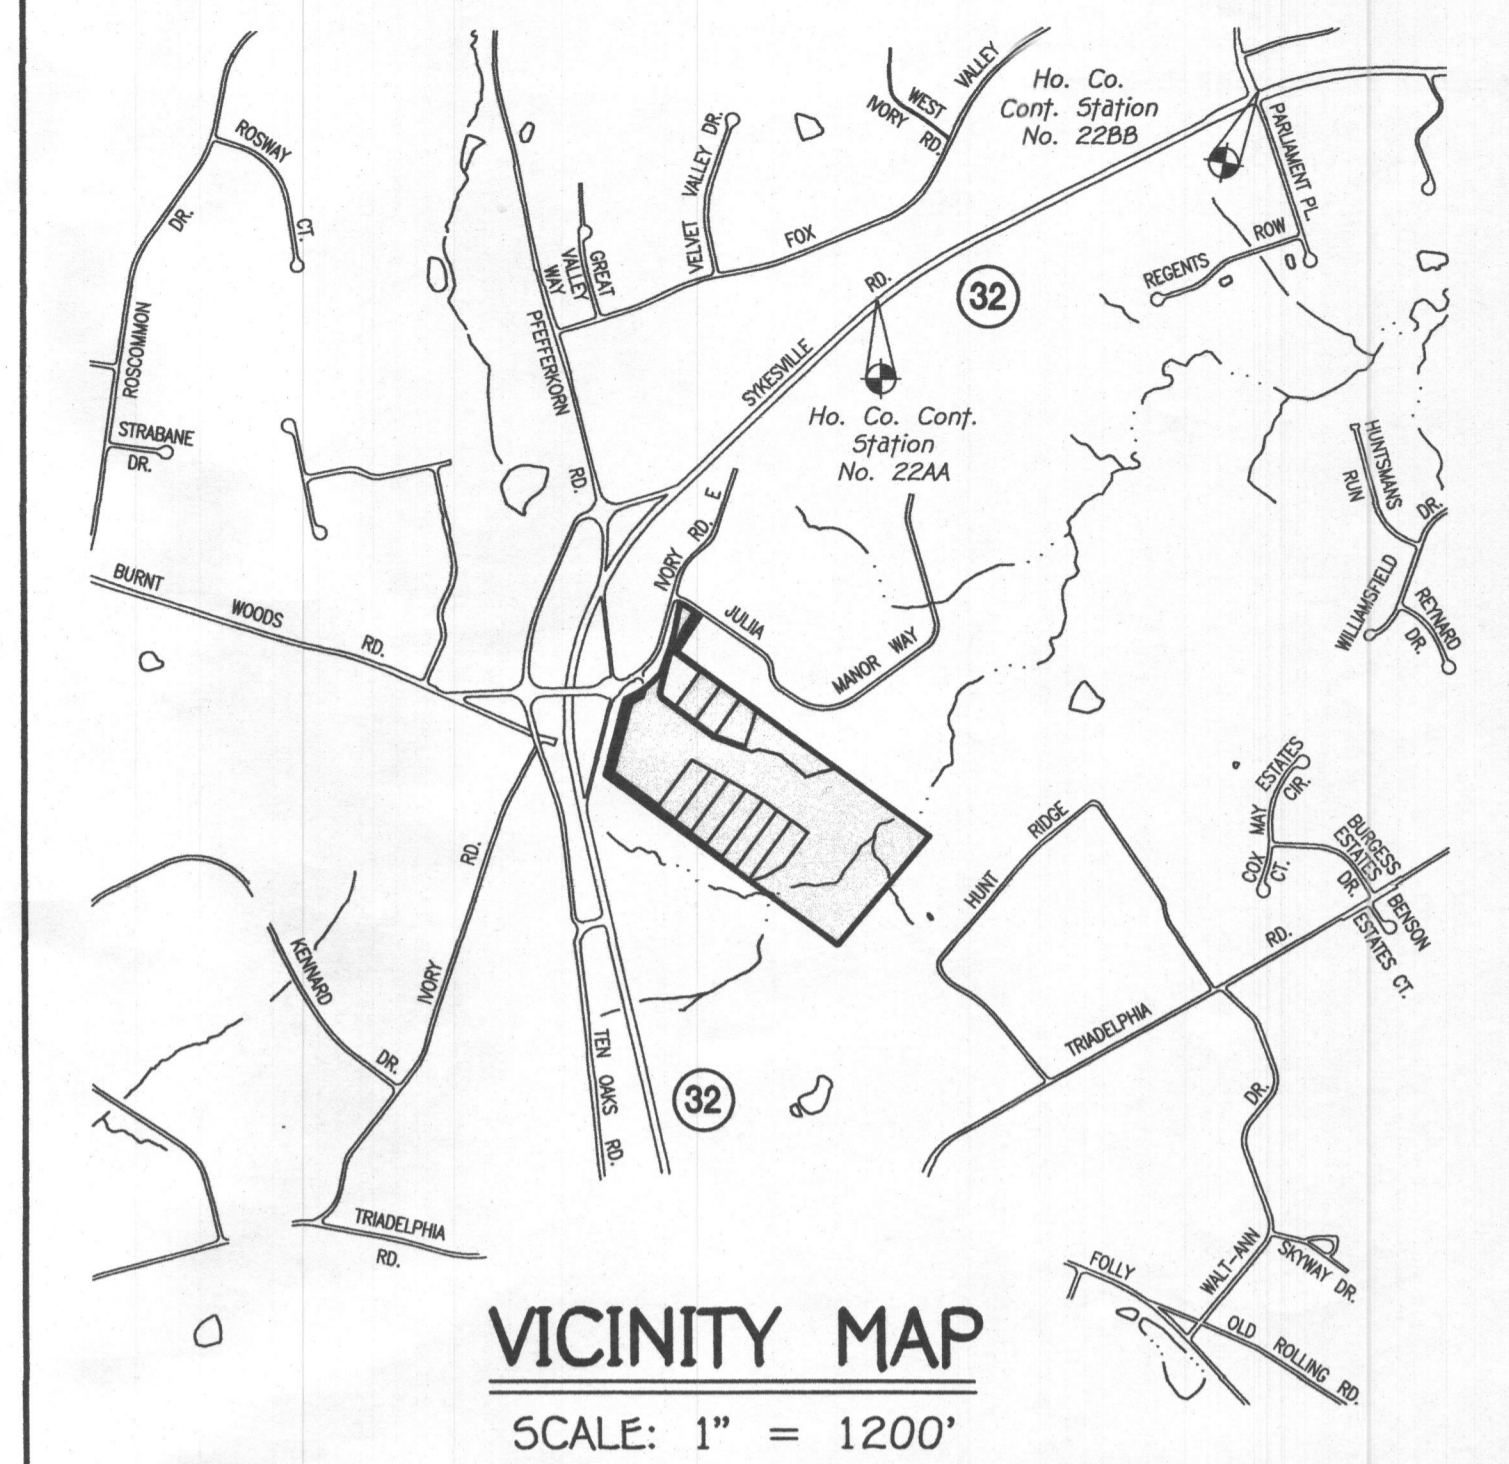 ROSWAY
CT.
DR.
ROSCOMMON
STRABANE
DR.
PFEFFERKORN
RD.
GREAT
VALLEY
WAY
VELVET VALLEY DR.
FOX
VALLEY
WEST
IVORY RD.
Ho. Co.
Cont. Station
No. 22BB
PARLIAMENT PL.
REGENTS ROW
32
SYKESVILLE RD.
Ho. Co. Cont.
Station
No. 22AA
HUNTSMANS
RUN
WILLIAMSFIELD DR.
REYNARD
DR.
BURNT WOODS RD.
IVORY RD. E
JULIIA
MANOR WAY
COX MAY ESTATES
CT.
CIR.
BURGESS
ESTATES
DR.
BENSON
ESTATES CT.
HUNT RIDGE
TRIADELPHIA RD.
KENNARD
DR.
IVORY RD.
TEN OAKS RD.
32
TRIADELPHIA
RD.
WALT-ANN DR.
SKYWAY DR.
FOLLY
OLD ROLLING RD.
VICINITY MAP
SCALE: 1" = 1200'